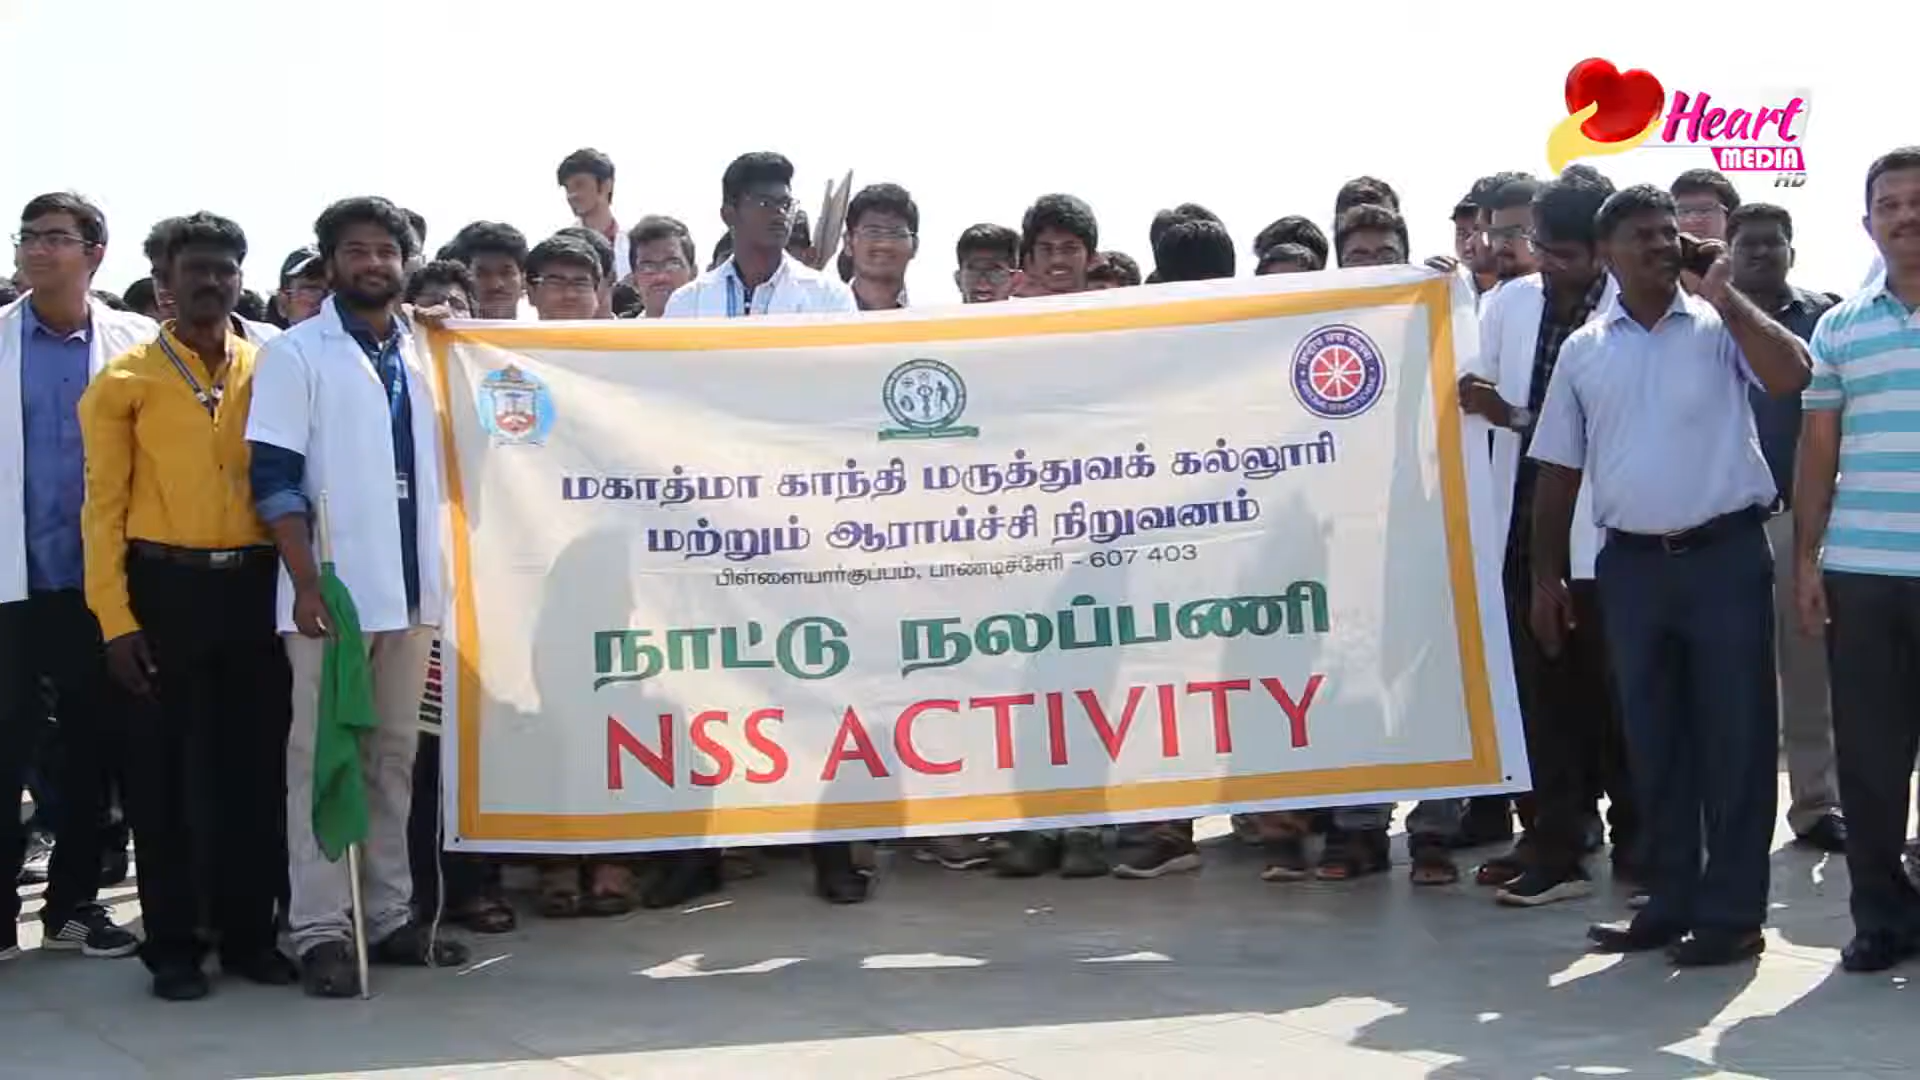 Heart
MEDIA
HD
மகாத்மா காந்தி மருத்துவக் கல்லூரி
மற்றும் ஆராய்ச்சி நிறுவனம்
பிள்ளையார்குப்பம், பாண்டிச்சேரி - 607 403
நாட்டு நலப்பணி
NSS ACTIVITY